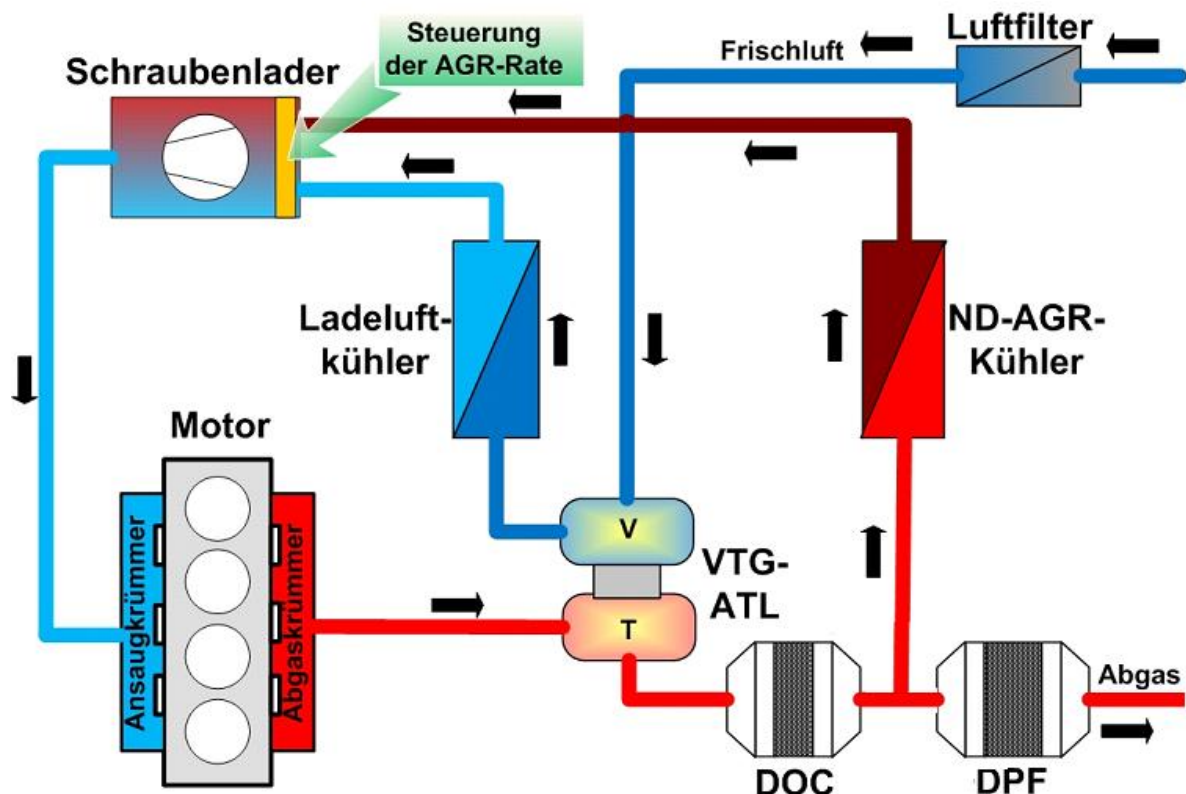 Steuerung
der AGR-Rate
Luftfilter
Frischluft
Schraubenlader
Ladeluft-
kühler
ND-AGR-
Kühler
Motor
Ansaugkrümmer
Abgaskrümmer
V
T
VTG-
ATL
Abgas
DOC
DPF